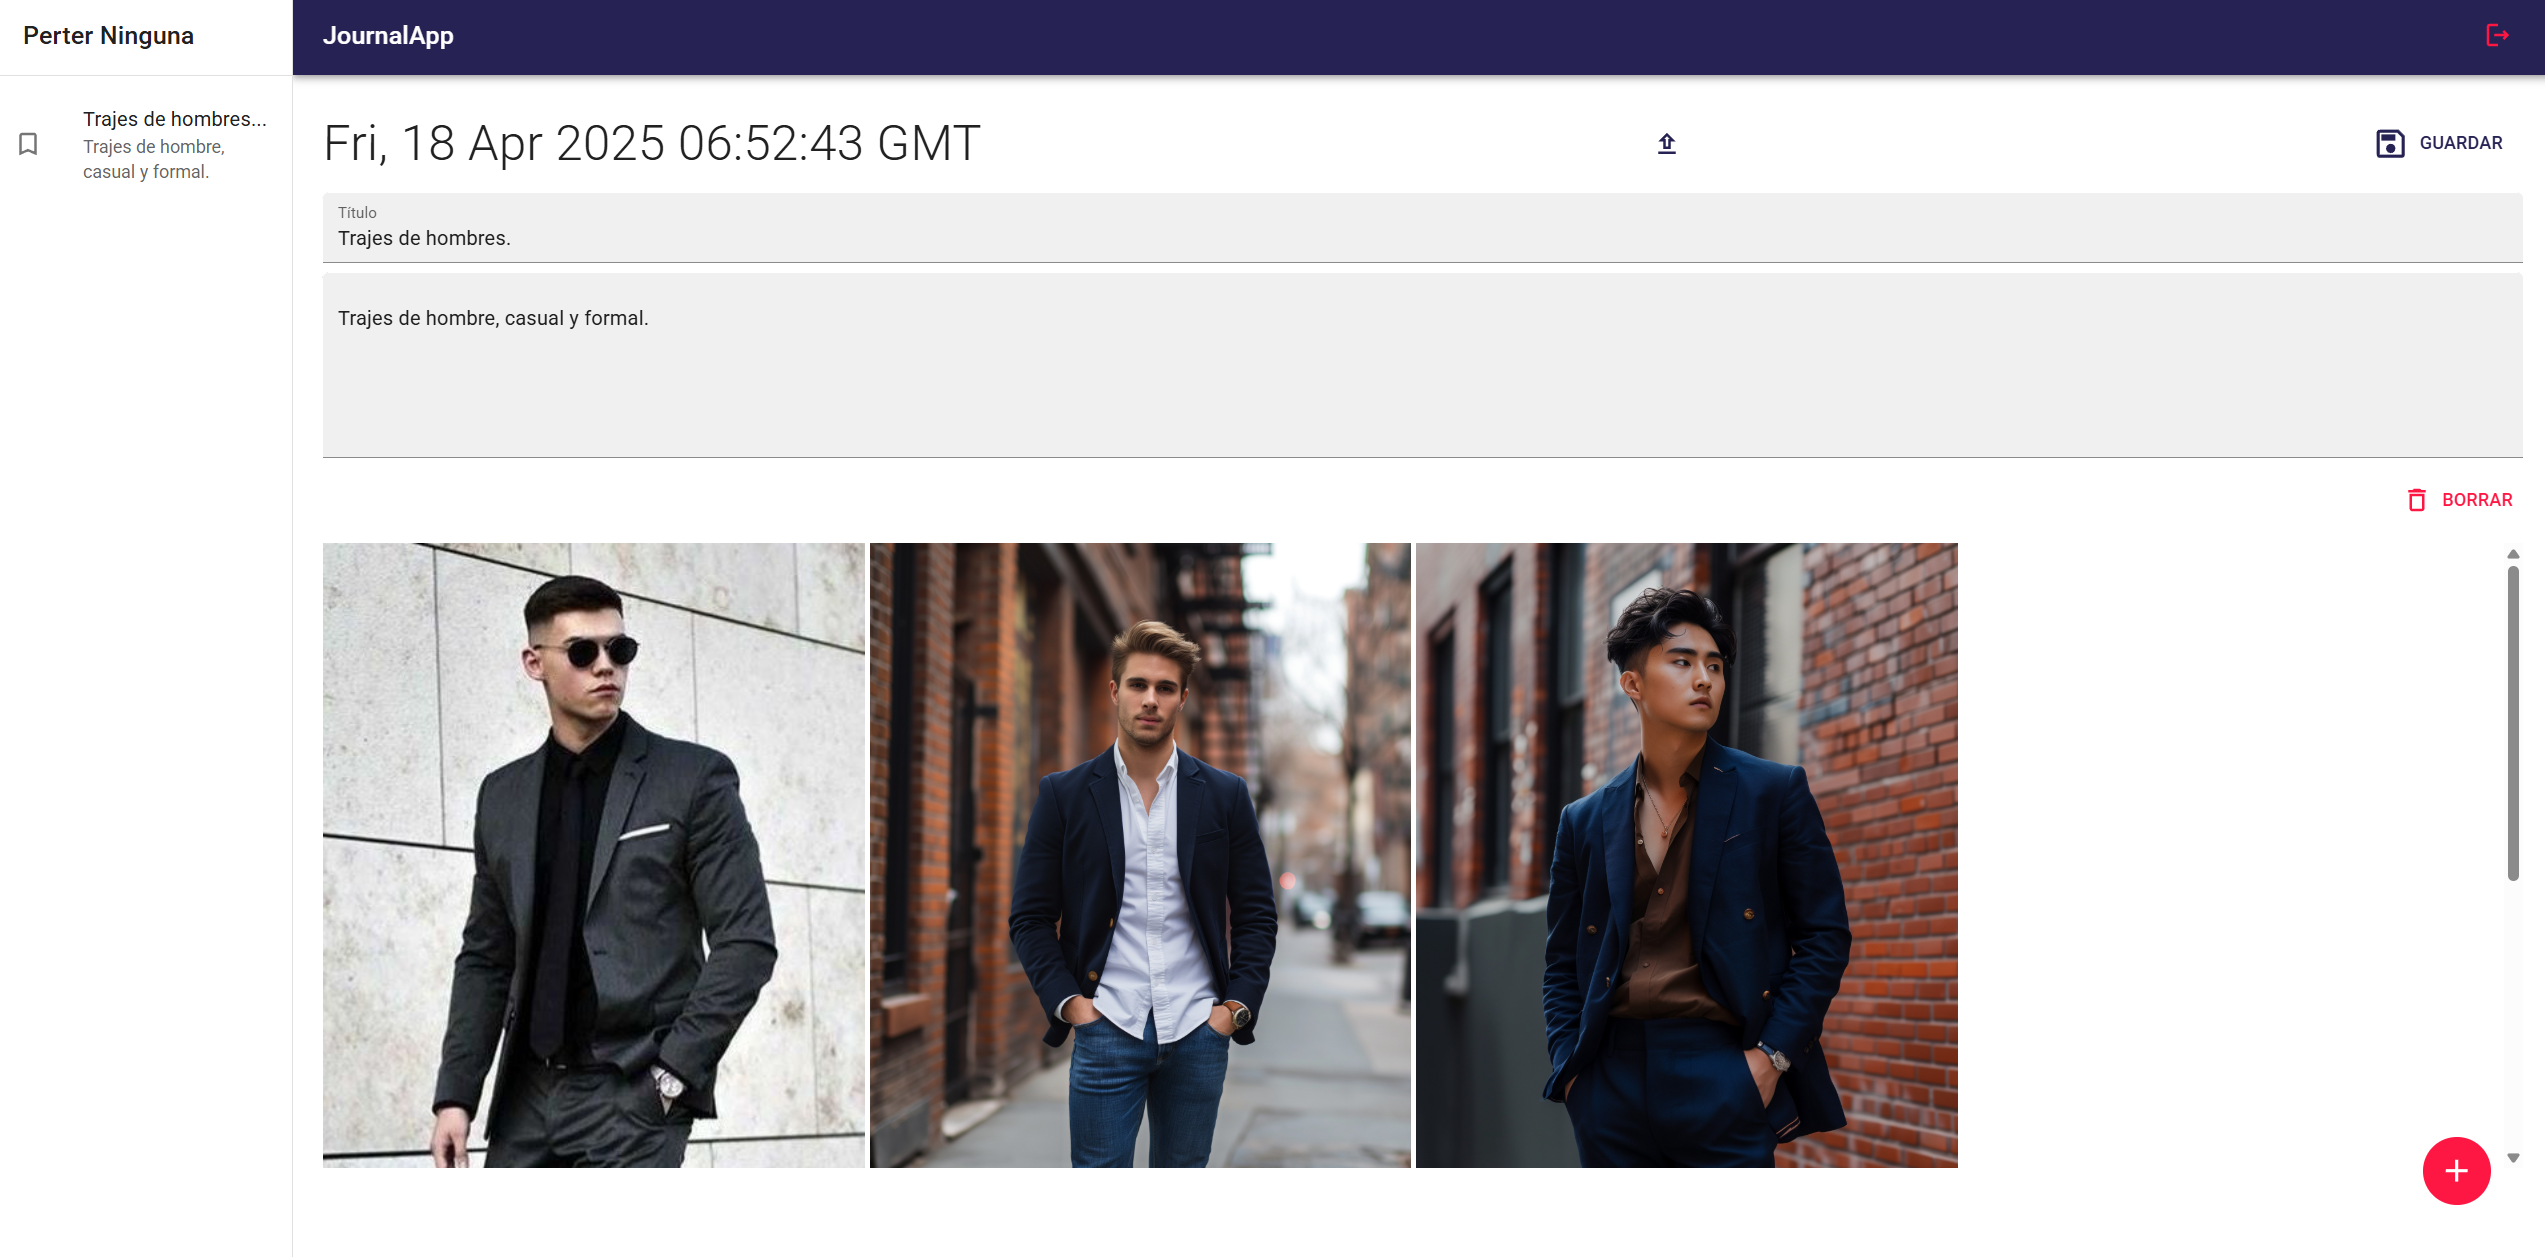 Perter Ninguna
JournalApp
Trajes de hombres...
Trajes de hombre,
casual y formal.
Fri, 18 Apr 2025 06:52:43 GMT
GUARDAR
Título
Trajes de hombres.
Trajes de hombre, casual y formal.
BORRAR